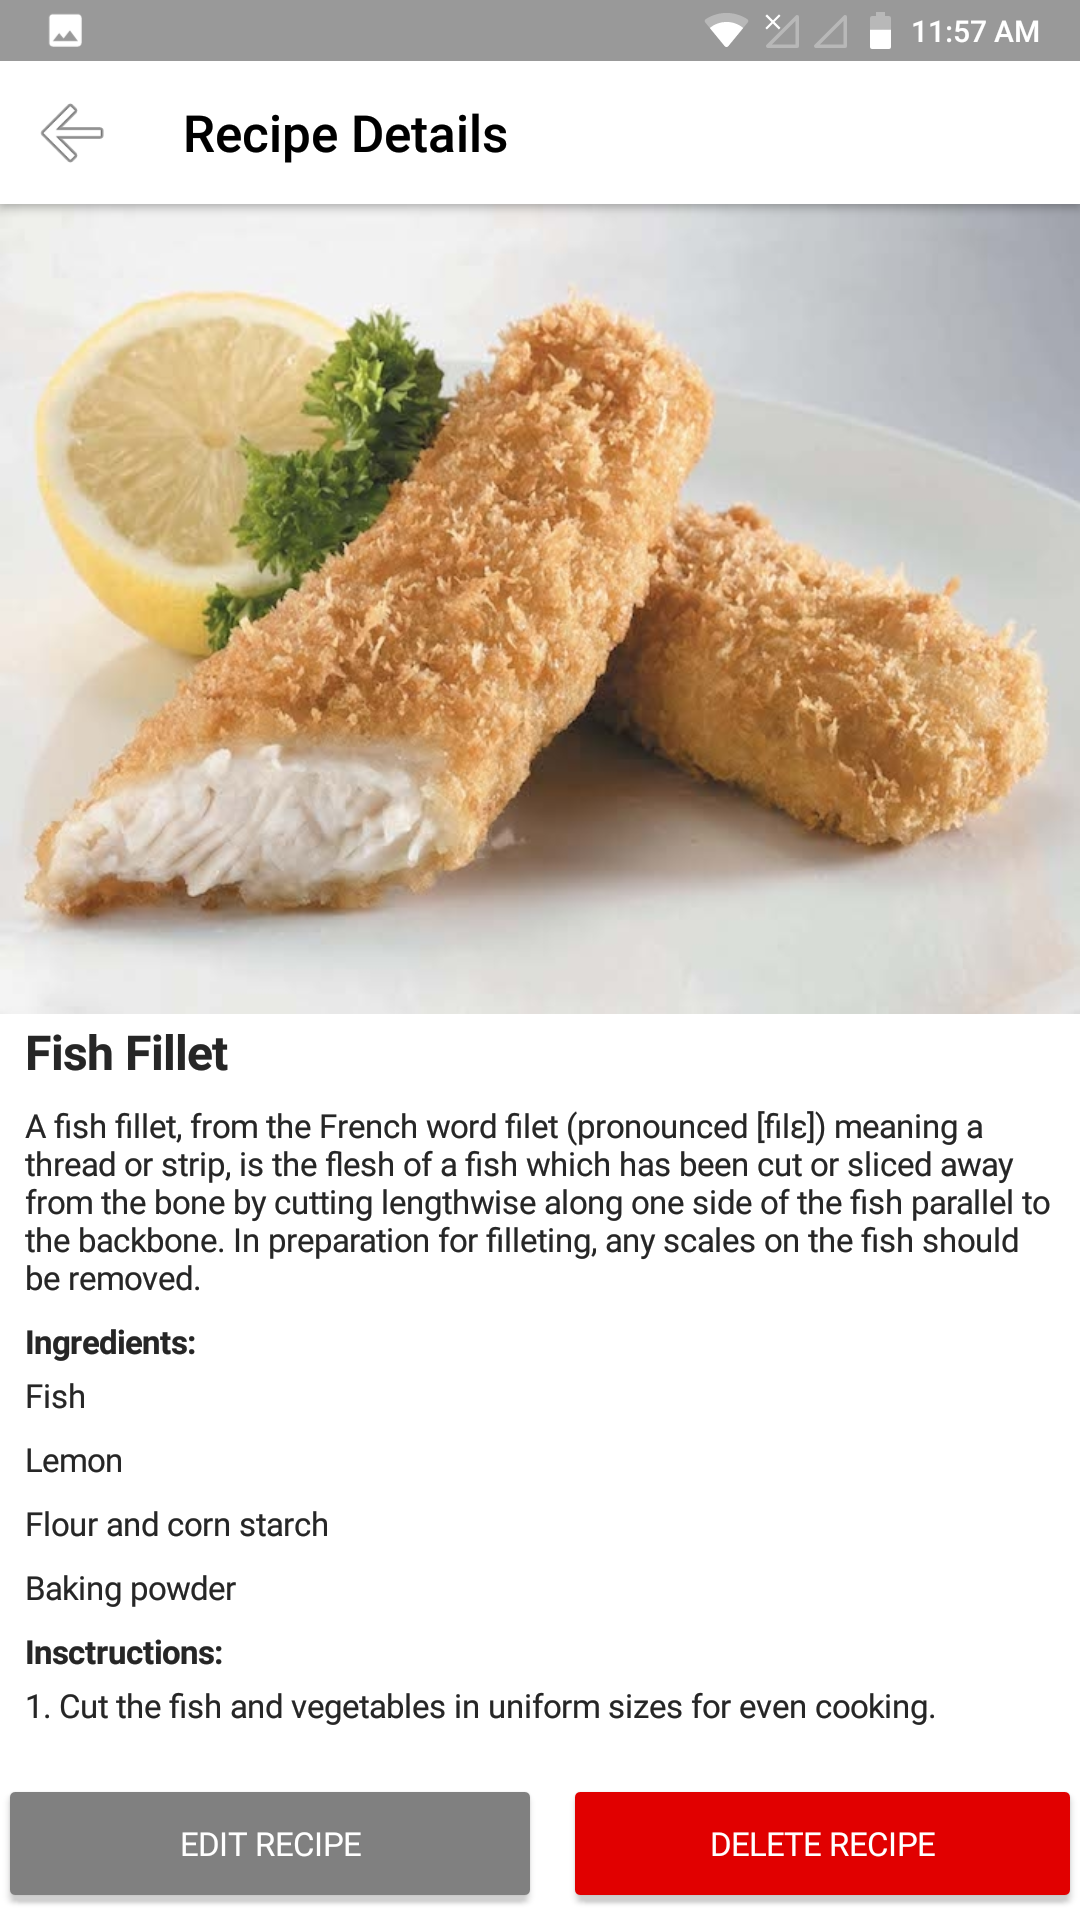 11:57 AM
Recipe Details
Fish Fillet
A fish fillet, from the French word filet (pronounced [filɛ]) meaning a
thread or strip, is the flesh of a fish which has been cut or sliced away
from the bone by cutting lengthwise along one side of the fish parallel to
the backbone. In preparation for filleting, any scales on the fish should
be removed.
Ingredients:
Fish
Lemon
Flour and corn starch
Baking powder
Insctructions:
1. Cut the fish and vegetables in uniform sizes for even cooking.
EDIT RECIPE
DELETE RECIPE